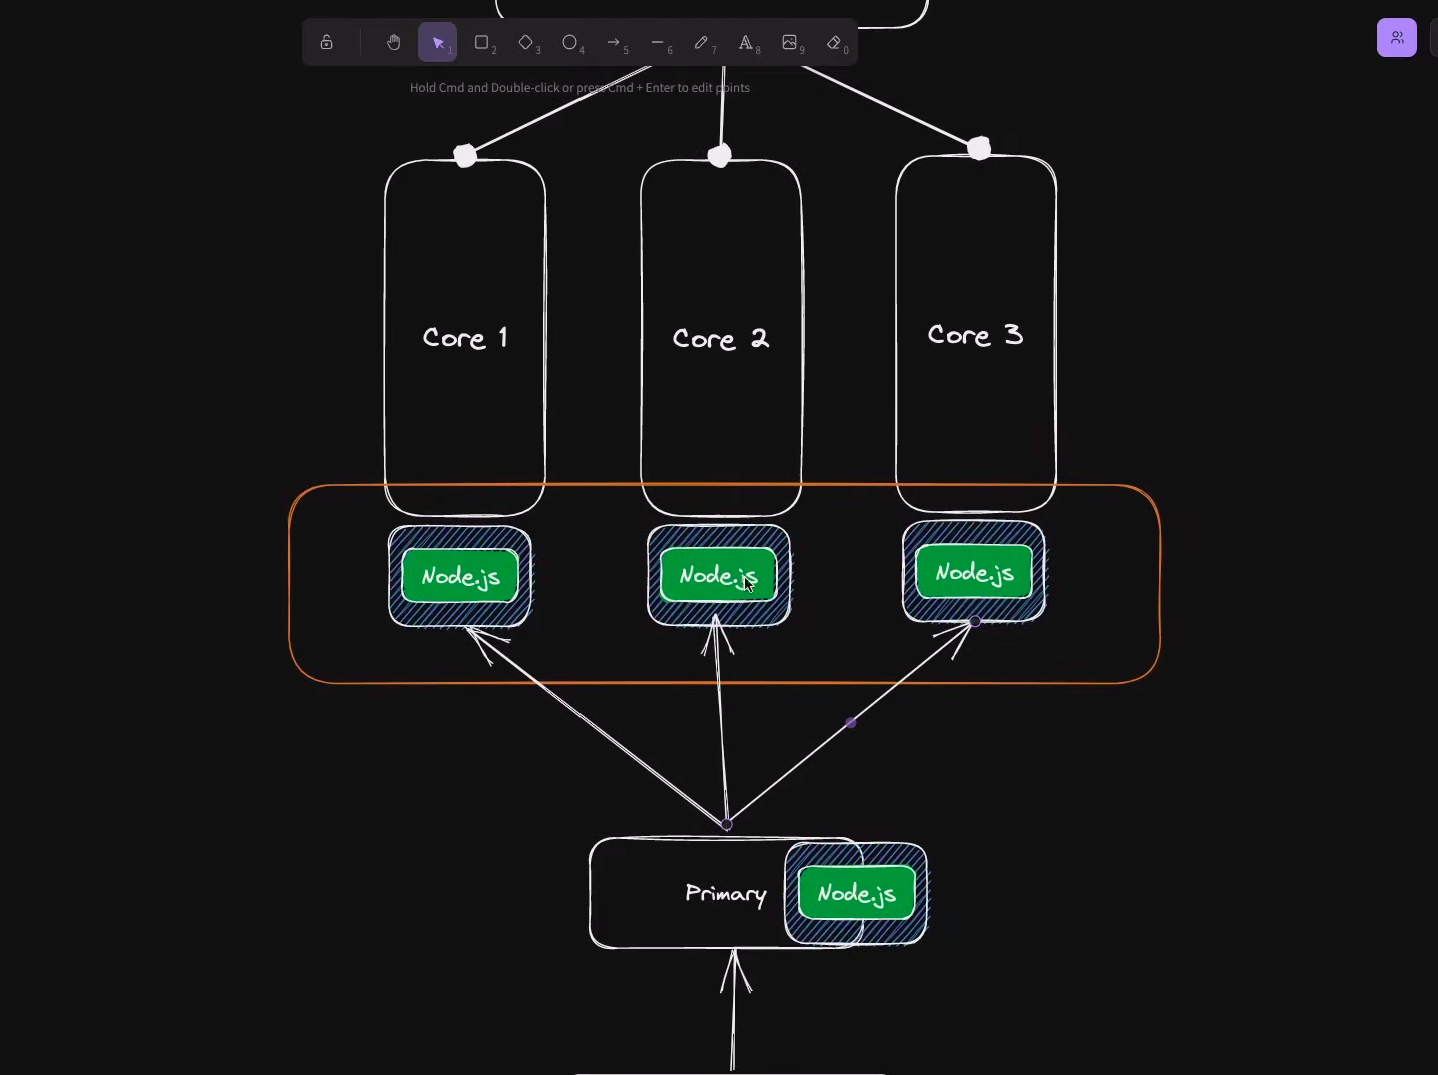 1
2
3
4
5
6
7
A
8
9
0
Hold Cmd and Double-click or press Cmd + Enter to edit points
Core 1
Core 2
Core 3
Node.js
Node.js
Node.js
Primary
Node.js